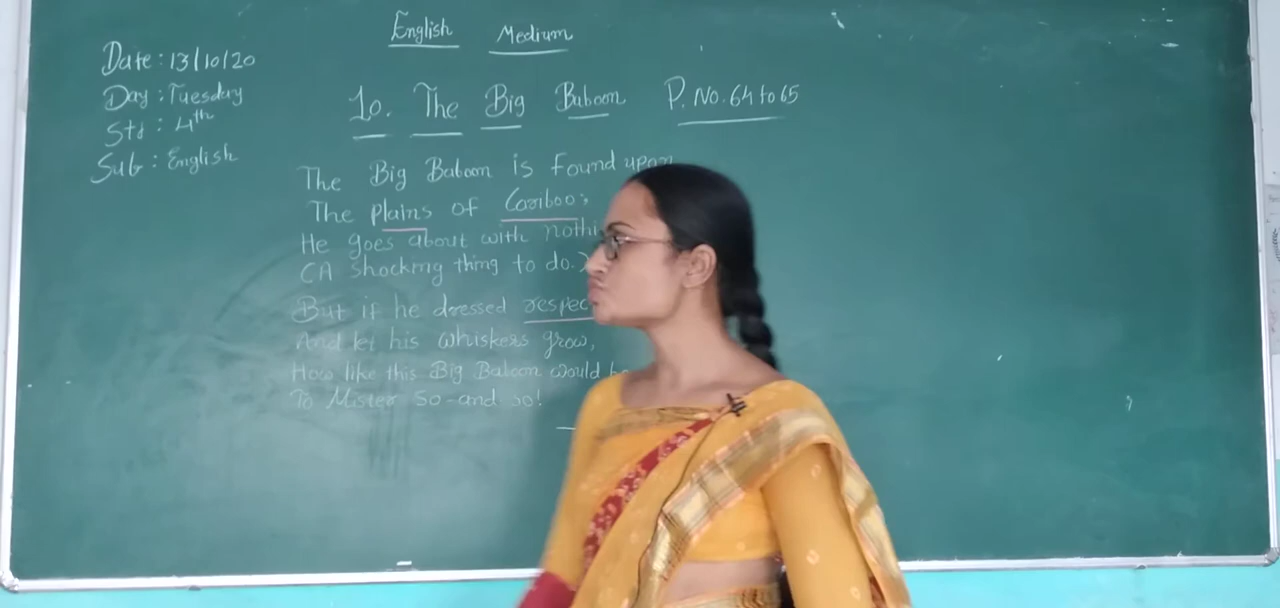 English Medium
Date : 13/10/20
Day : Tuesday
Std : 4th
Sub : English
10. The Big Baboon P. No. 64 to 65
The Big Baboon is found upon
The plains of Cariboo;
He goes about with nothi
(A shocking thing to do.)
But if he dressed respec
And let his whiskers grow,
How like this Big Baboon would be
To Mister So-and-so!